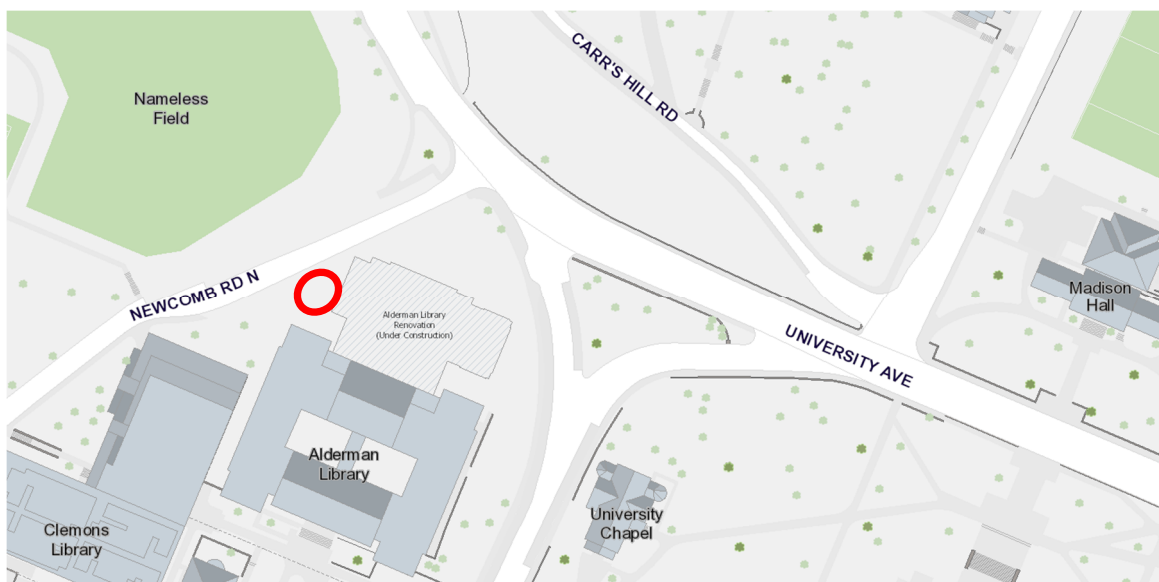 Nameless
Field
CARR'S HILL RD
NEWCOMB RD N
Alderman Library
Renovation
(Under Construction)
Madison
Hall
UNIVERSITY AVE
Alderman
Library
University
Chapel
Clemons
Library